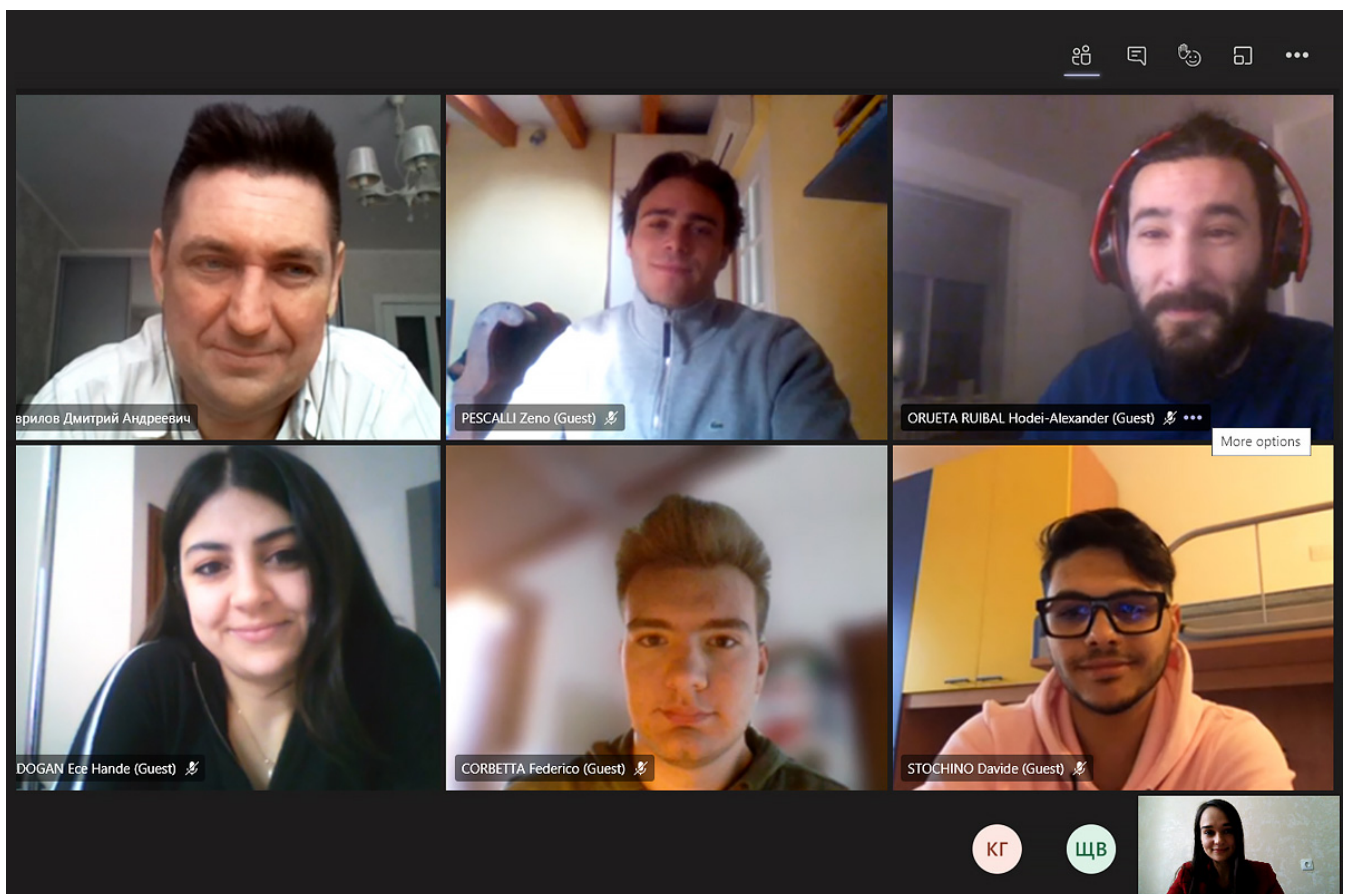 врилов Дмитрий Андреевич
PESCALLI Zeno (Guest)
ORUETA RUIBAL Hodei-Alexander (Guest)
More options
DOGAN Ece Hande (Guest)
CORBETTA Federico (Guest)
STOCHINO Davide (Guest)
КГ
ЩВ